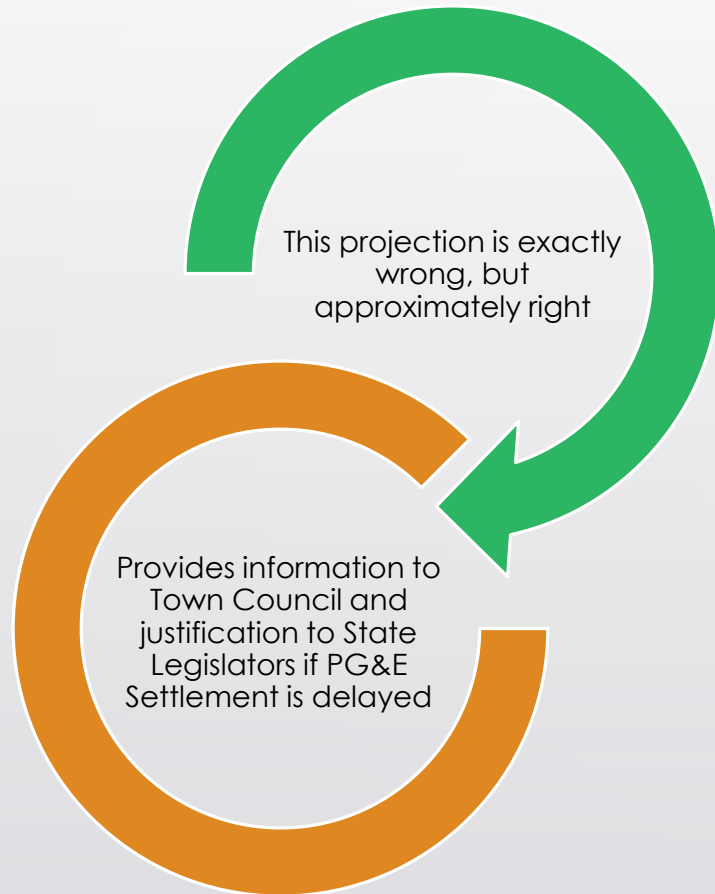 This projection is exactly
wrong, but
approximately right
Provides information to
Town Council and
justification to State
Legislators if PG&E
Settlement is delayed